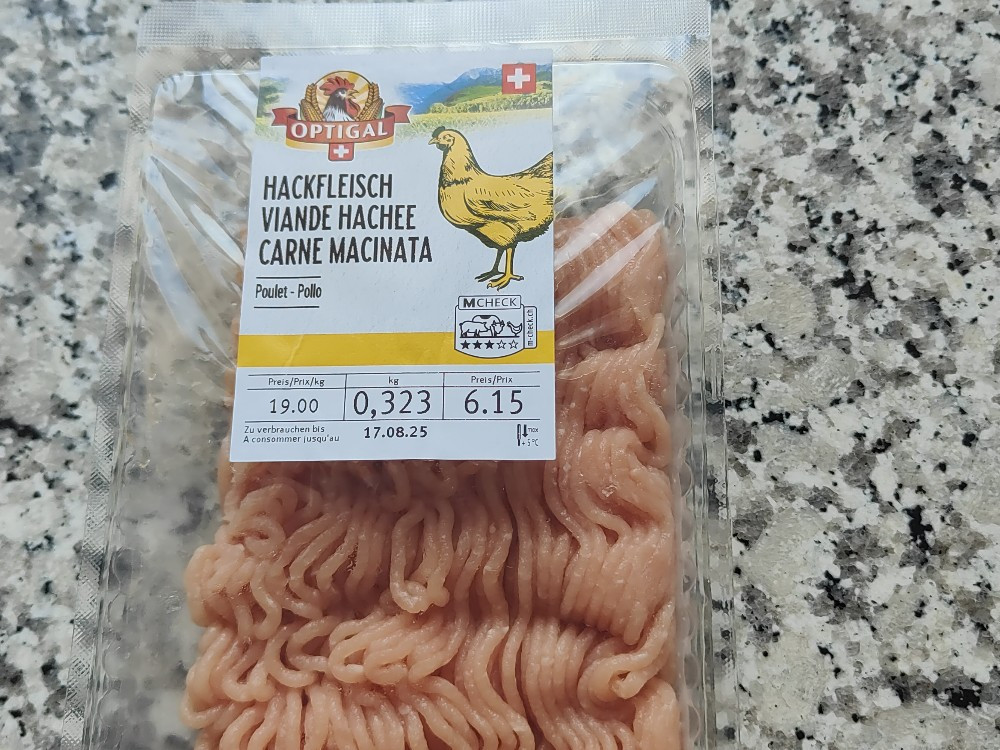 OPTIGAL
HACKFLEISCH
VIANDE HACHEE
CARNE MACINATA
Poulet - Pollo
MCHECK
m-check.ch
Preis/Prix/kg kg Preis/Prix
19.00 0,323 6.15
Zu verbrauchen bis
A consommer jusqu'au
17.08.25
max
+5°C